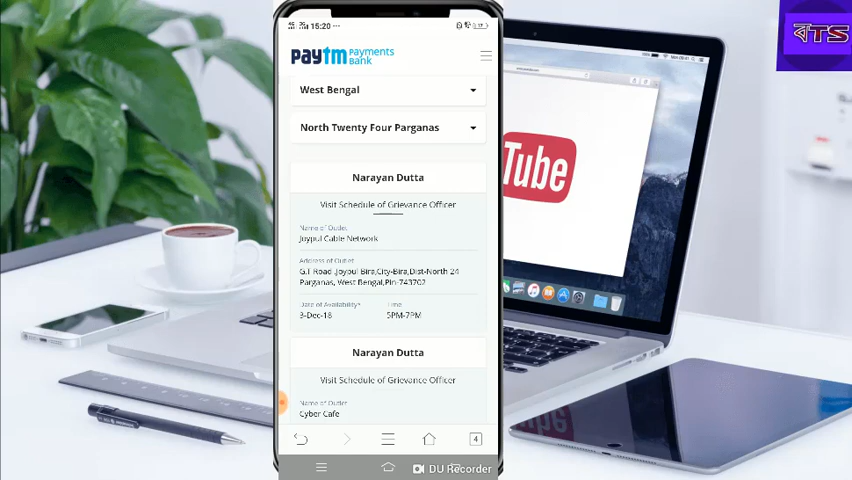 15:20
বTS
paytm Payments
Bank
West Bengal
North Twenty Four Parganas
Tube
Narayan Dutta
Visit Schedule of Grievance Officer
Name of Outlet
Joypul Cable Network
Address of Outlet
G.T Road ,Joypul Bira,City-Bira,Dist-North 24
Parganas, West Bengal,Pin-743702
Date of Availability*
Time
3-Dec-18
5PM-7PM
Narayan Dutta
Visit Schedule of Grievance Officer
Name of Outlet
Cyber Cafe
4
DU Recorder